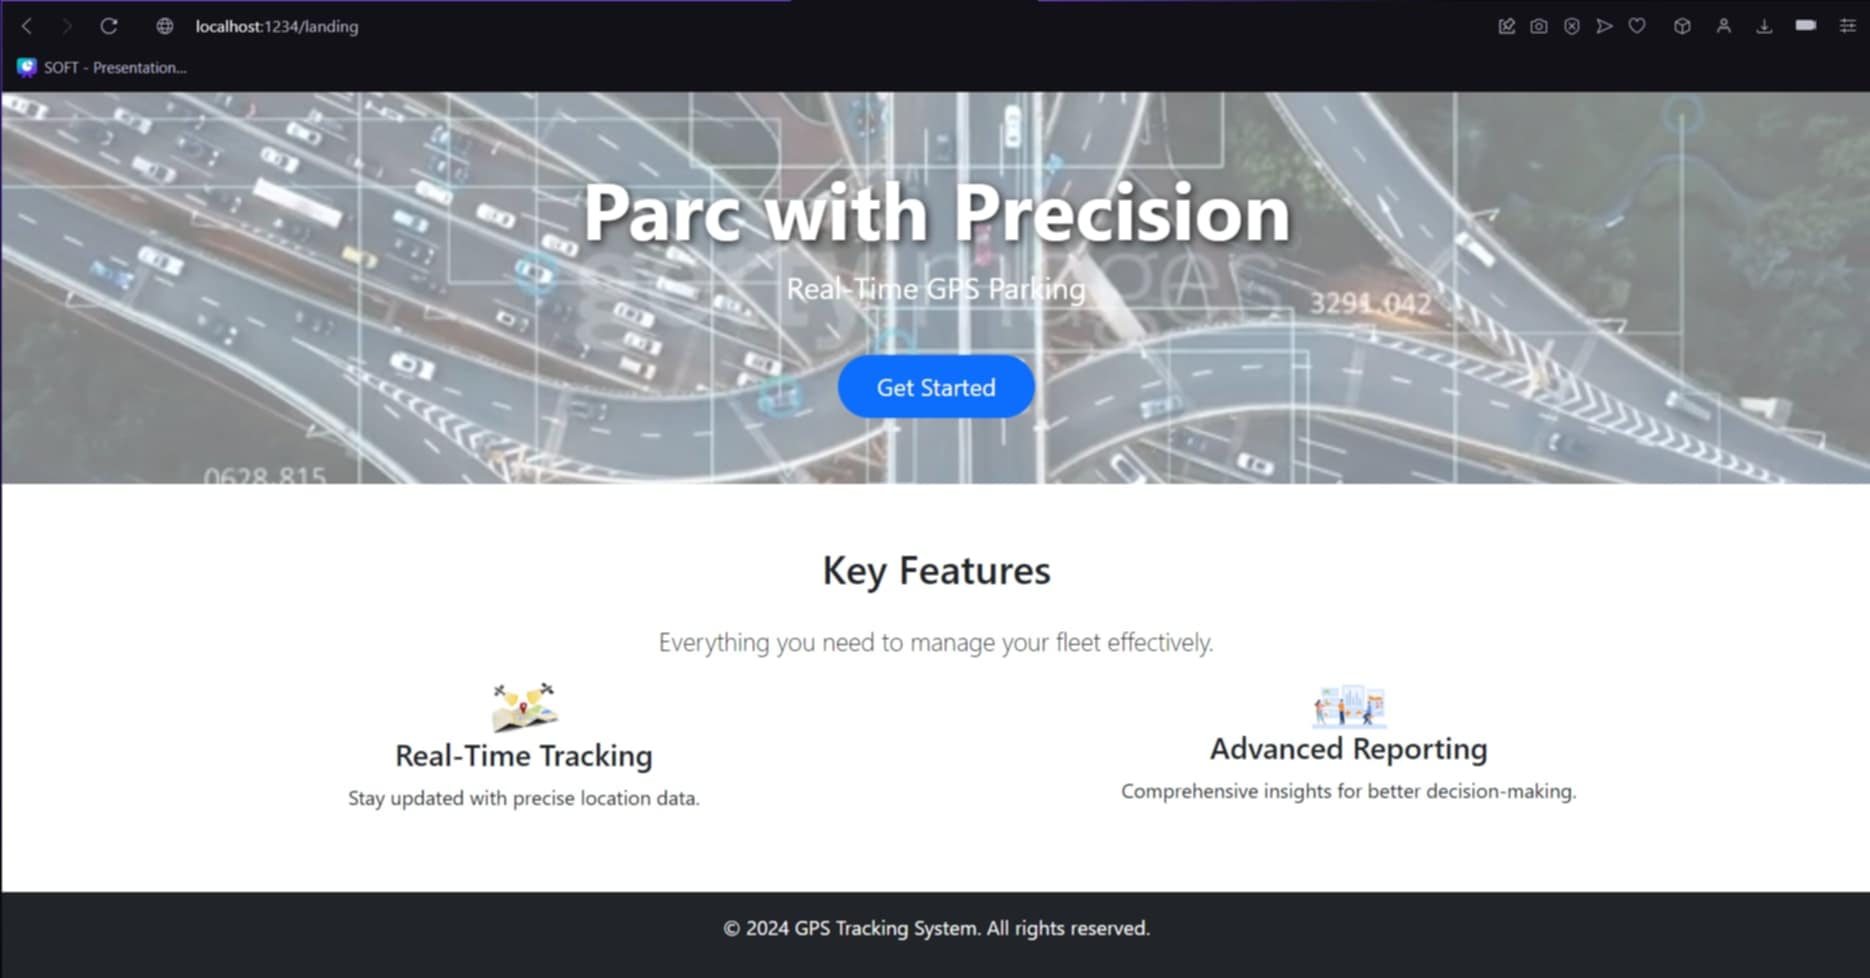 localhost:1234/landing
SOFT - Presentation...
Parc with Precision
getty images
Real-Time GPS Parking
3291.042
Get Started
0628.815
Key Features
Everything you need to manage your fleet effectively.
Real-Time Tracking
Stay updated with precise location data.
Advanced Reporting
Comprehensive insights for better decision-making.
© 2024 GPS Tracking System. All rights reserved.